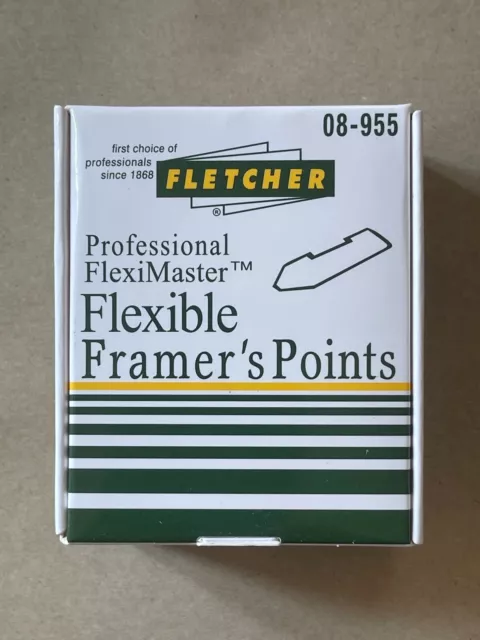 08-955
first choice of
professionals
since 1868
FLETCHER
®
Professional
FlexiMaster™
Flexible
Framer's Points